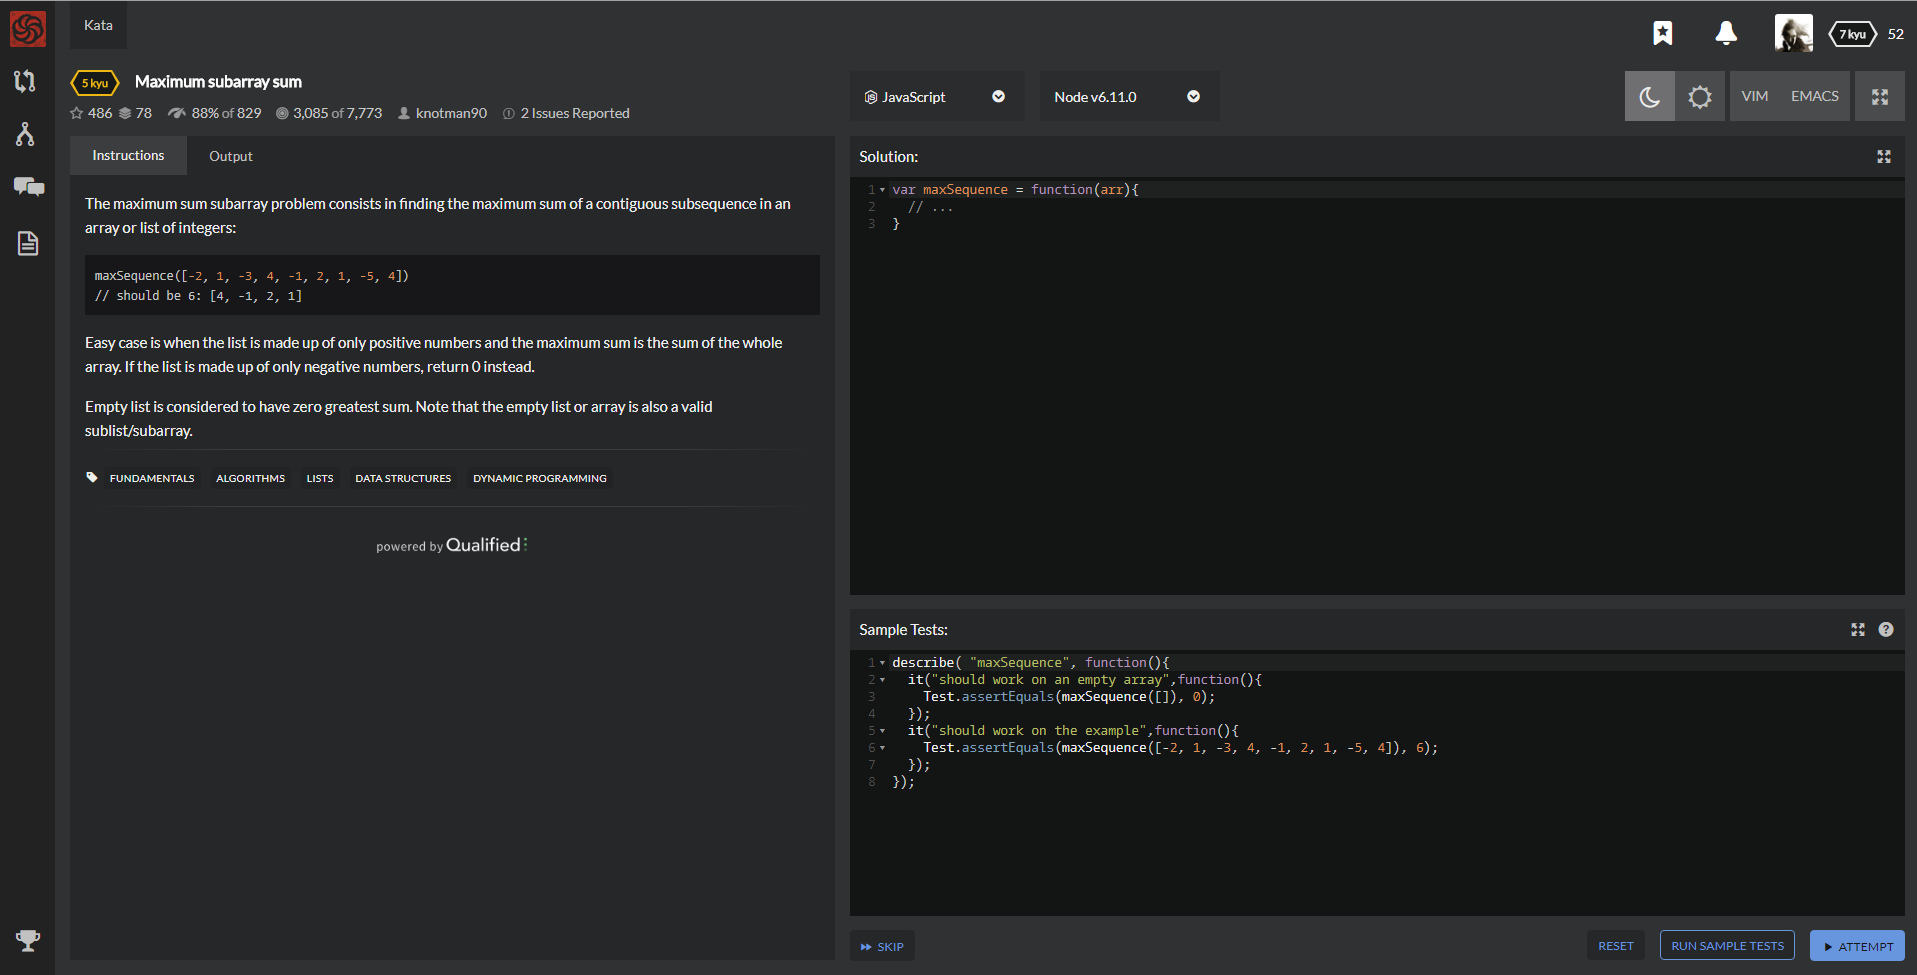 Kata
7 kyu 52
5 kyu Maximum subarray sum
486 78 88% of 829 3,085 of 7,773 knotman90 2 Issues Reported
JavaScript
Node v6.11.0
VIM EMACS
Instructions Output
The maximum sum subarray problem consists in finding the maximum sum of a contiguous subsequence in an
array or list of integers:
maxSequence([-2, 1, -3, 4, -1, 2, 1, -5, 4])
// should be 6: [4, -1, 2, 1]
Easy case is when the list is made up of only positive numbers and the maximum sum is the sum of the whole
array. If the list is made up of only negative numbers, return 0 instead.
Empty list is considered to have zero greatest sum. Note that the empty list or array is also a valid
sublist/subarray.
FUNDAMENTALS ALGORITHMS LISTS DATA STRUCTURES DYNAMIC PROGRAMMING
powered by Qualified
Solution:
1 var maxSequence = function(arr){
2   // ...
3 }
Sample Tests:
1 describe( "maxSequence", function(){
2   it("should work on an empty array",function(){
3     Test.assertEquals(maxSequence([]), 0);
4   });
5   it("should work on the example",function(){
6     Test.assertEquals(maxSequence([-2, 1, -3, 4, -1, 2, 1, -5, 4]), 6);
7   });
8 });
SKIP
RESET
RUN SAMPLE TESTS
ATTEMPT